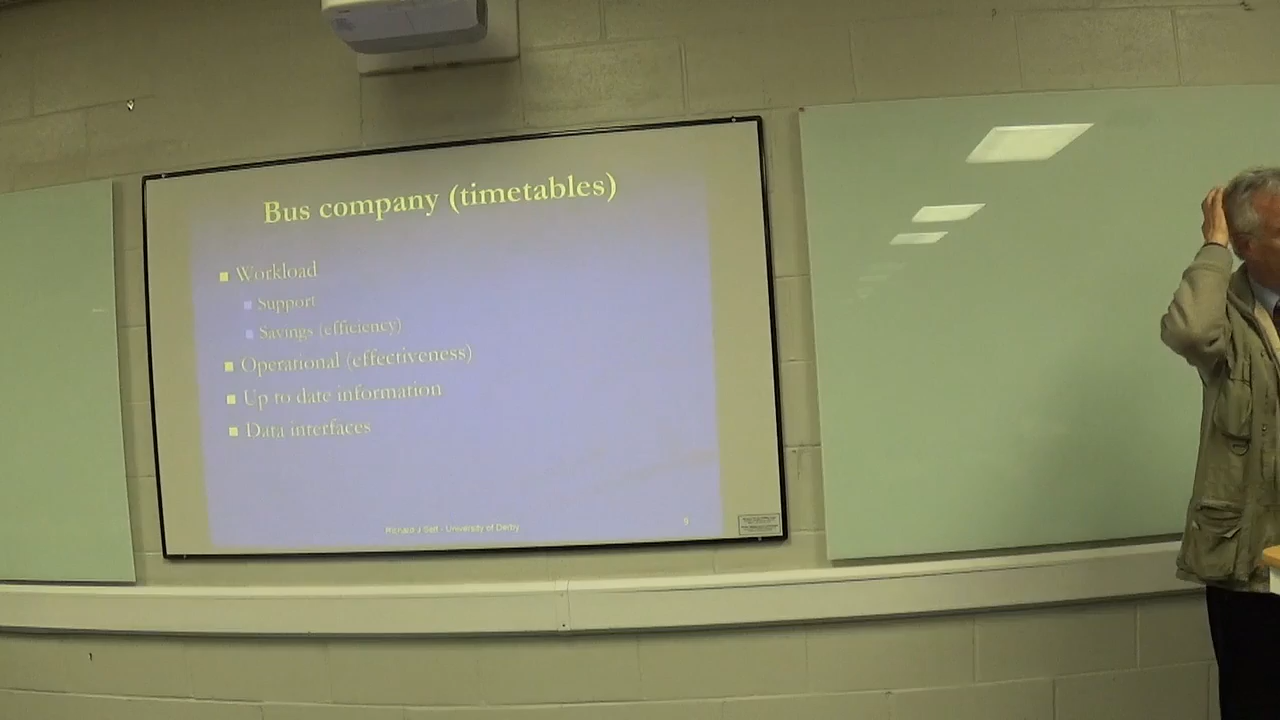 Bus company (timetables)
Workload
Support
Savings (efficiency)
Operational (effectiveness)
Up to date information
Data interfaces
Richard J Self - University of Derby
9